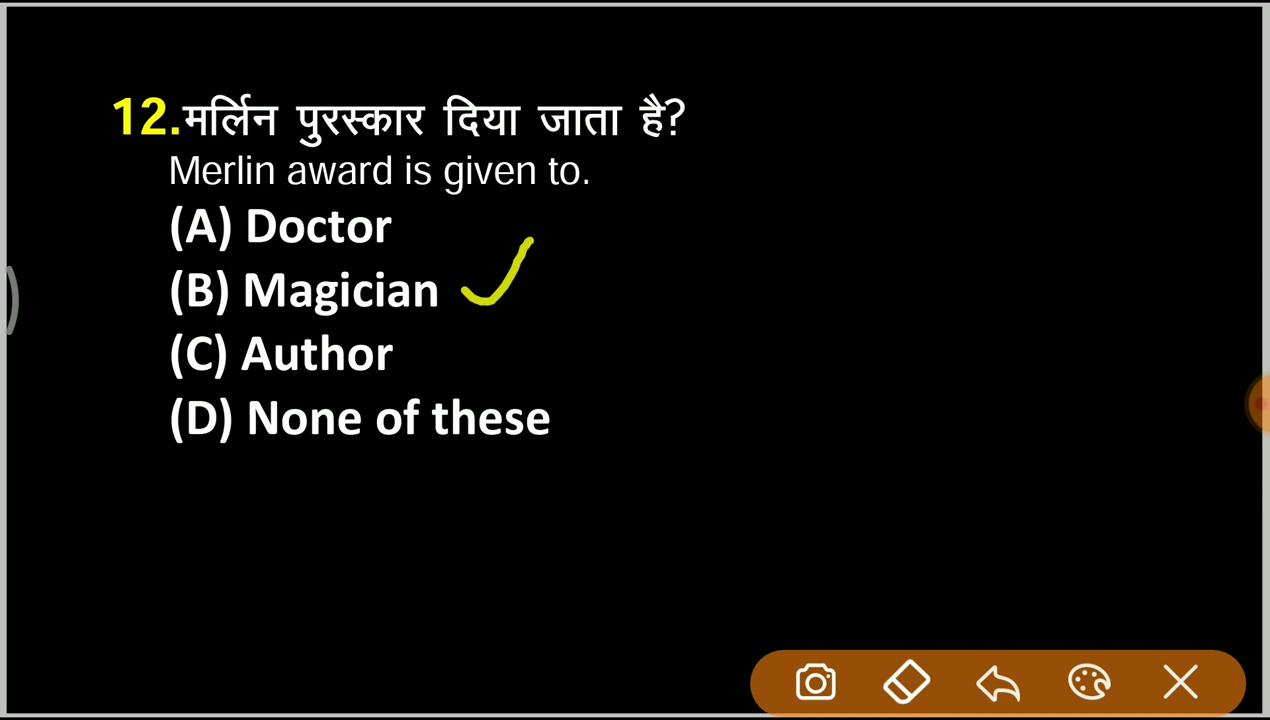 12.मर्लिन पुरस्कार दिया जाता है?
Merlin award is given to.
(A) Doctor
(B) Magician
(C) Author
(D) None of these